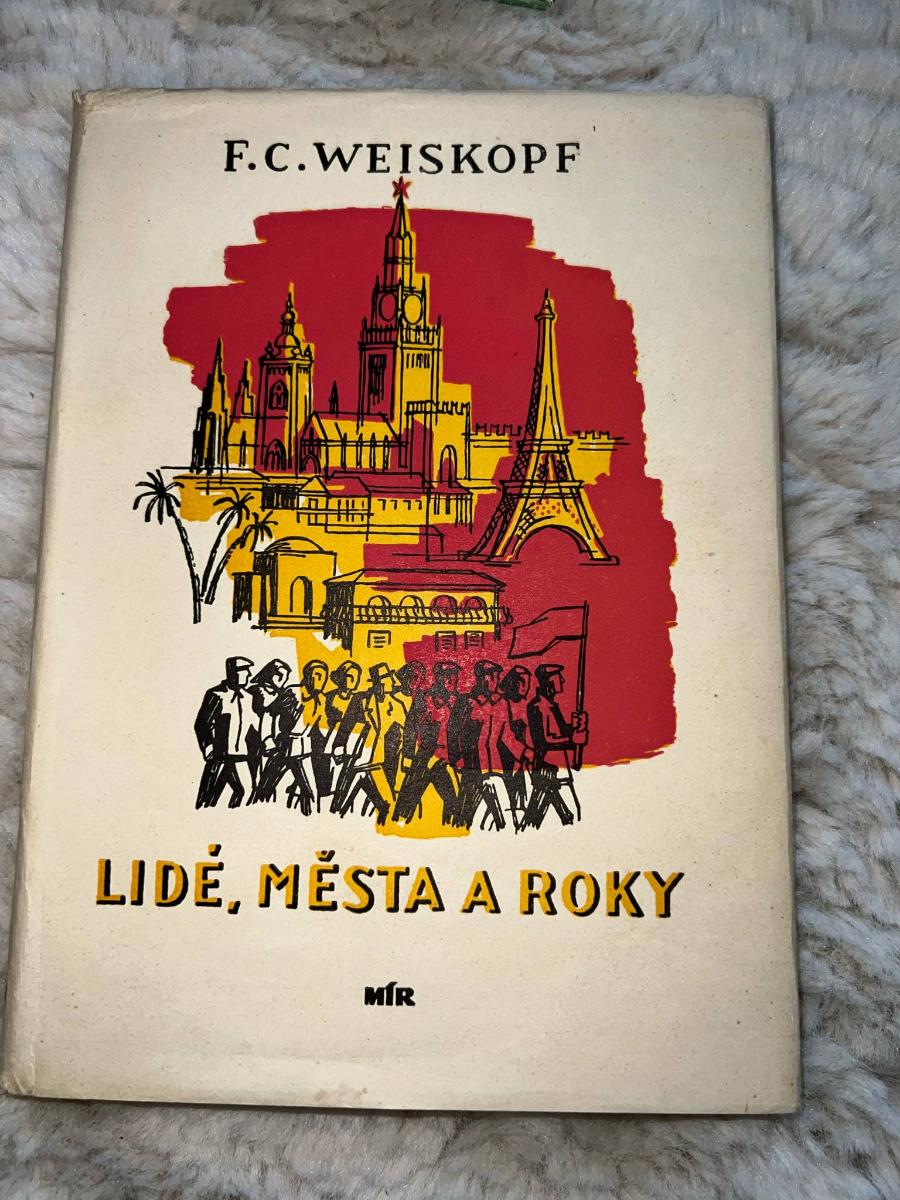 F.C.WEISKOPF
LIDÉ, MĚSTA A ROKY
MÍR